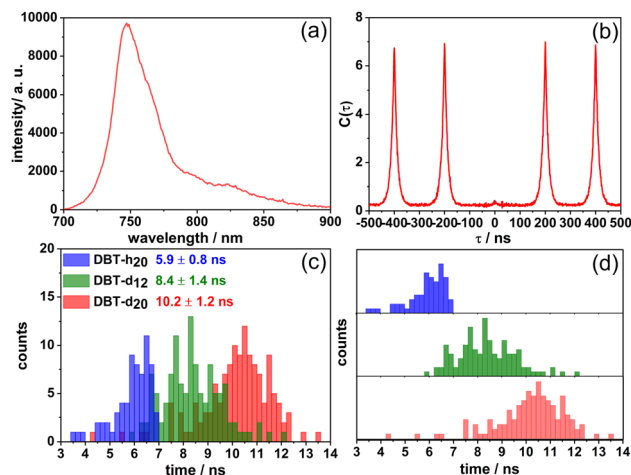 (a)
10000
8000
6000
4000
2000
0
intensity/ a. u.
700 750 800 850 900
wavelength / nm
(b)
8
6
4
2
0
C(τ)
-500-400-300-200-100 0 100 200 300 400 500
τ / ns
(c)
20
15
10
5
0
counts
DBT-h20 5.9 ± 0.8 ns
DBT-d12 8.4 ± 1.4 ns
DBT-d20 10.2 ± 1.2 ns
3 4 5 6 7 8 9 10 11 12 13 14
time / ns
(d)
counts
3 4 5 6 7 8 9 10 11 12 13 14
time / ns